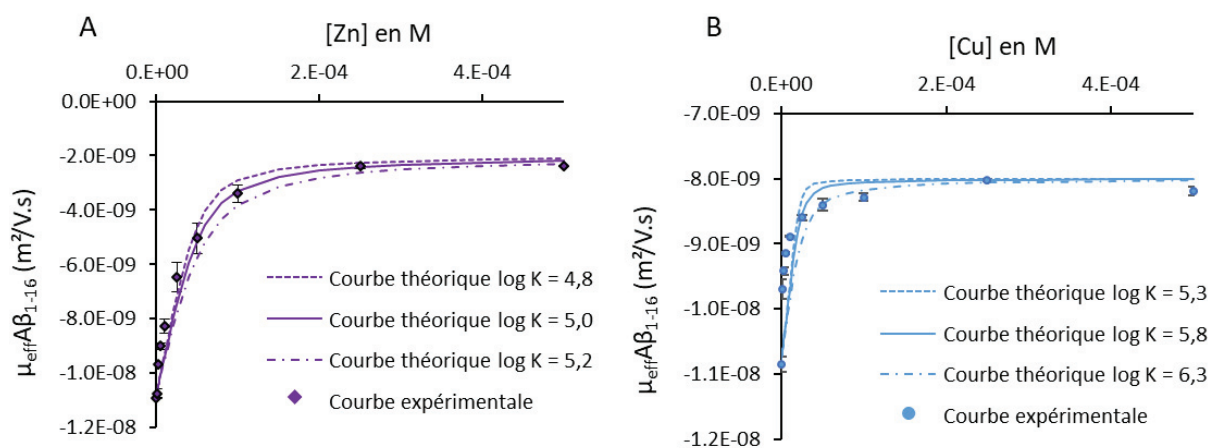 A
[Zn] en M
0.E+00 2.E-04 4.E-04
0.0E+00
-2.0E-09
-4.0E-09
-6.0E-09
-8.0E-09
-1.0E-08
-1.2E-08
μeffAβ1-16 (m²/V.s)
Courbe théorique log K = 4,8
Courbe théorique log K = 5,0
Courbe théorique log K = 5,2
Courbe expérimentale
B
[Cu] en M
0.E+00 2.E-04 4.E-04
-7.0E-09
-8.0E-09
-9.0E-09
-1.0E-08
-1.1E-08
-1.2E-08
μeffAβ1-16 (m²/V.s)
Courbe théorique log K = 5,3
Courbe théorique log K = 5,8
Courbe théorique log K = 6,3
Courbe expérimentale